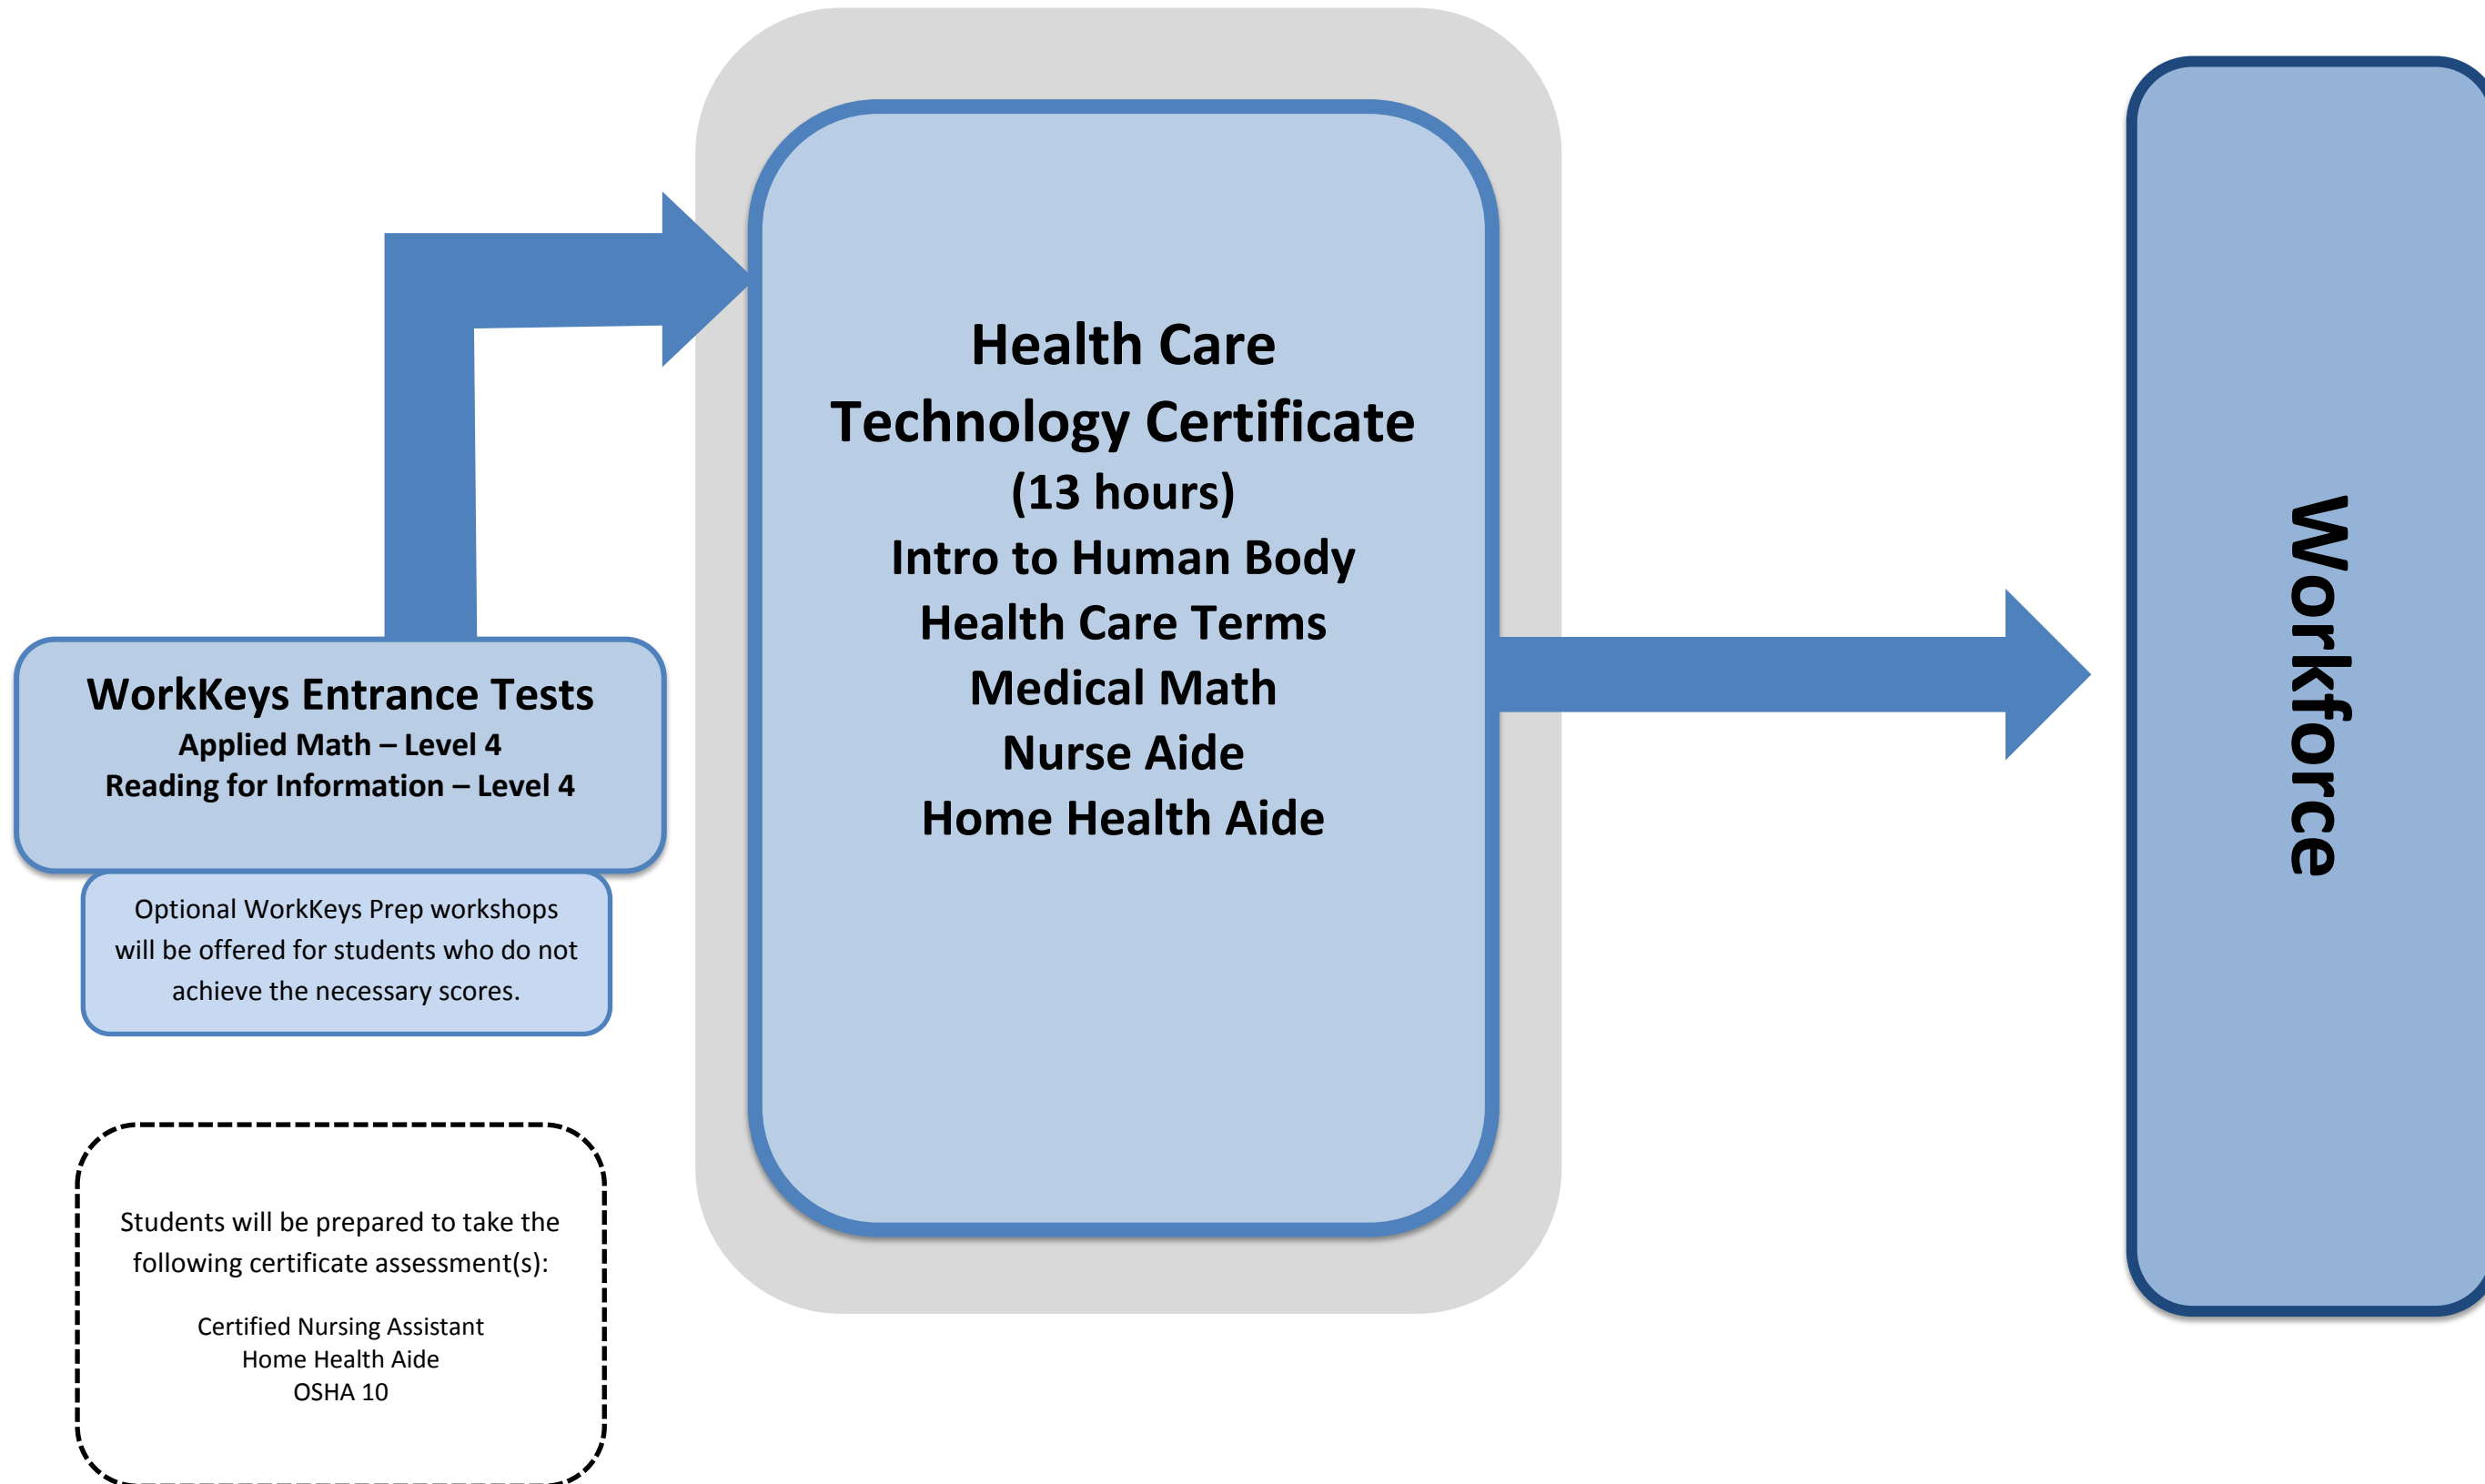 WorkKeys Entrance Tests
Applied Math – Level 4
Reading for Information – Level 4
Optional WorkKeys Prep workshops
will be offered for students who do not
achieve the necessary scores.
Students will be prepared to take the
following certificate assessment(s):
Certified Nursing Assistant
Home Health Aide
OSHA 10
Health Care
Technology Certificate
(13 hours)
Intro to Human Body
Health Care Terms
Medical Math
Nurse Aide
Home Health Aide
Workforce